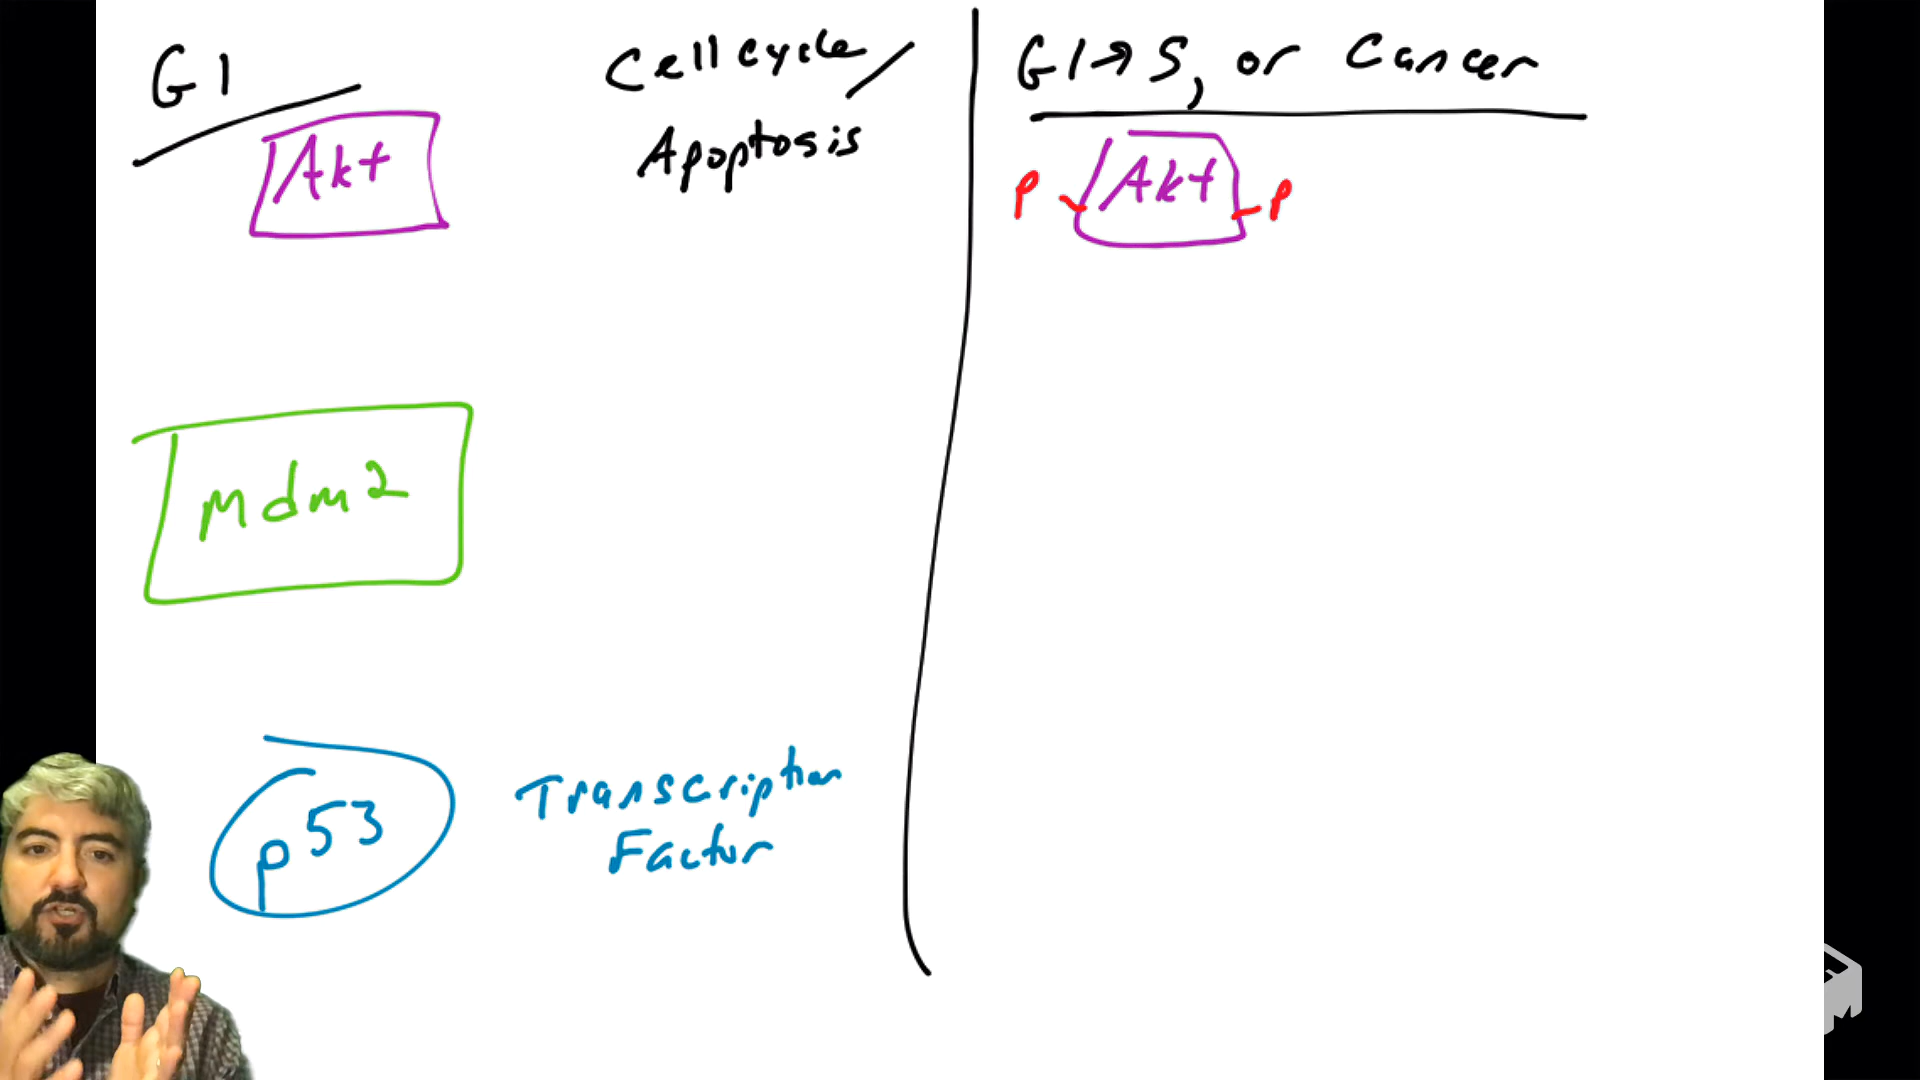 G1
Cell cycle/
Apoptosis
Akt
Mdm2
p53
Transcription
Factor
G1→S, or Cancer
P Akt P
M